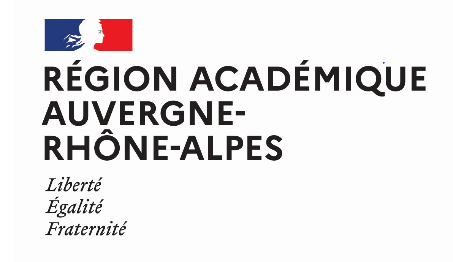 RÉGION ACADÉMIQUE
AUVERGNE-
RHÔNE-ALPES
Liberté
Égalité
Fraternité